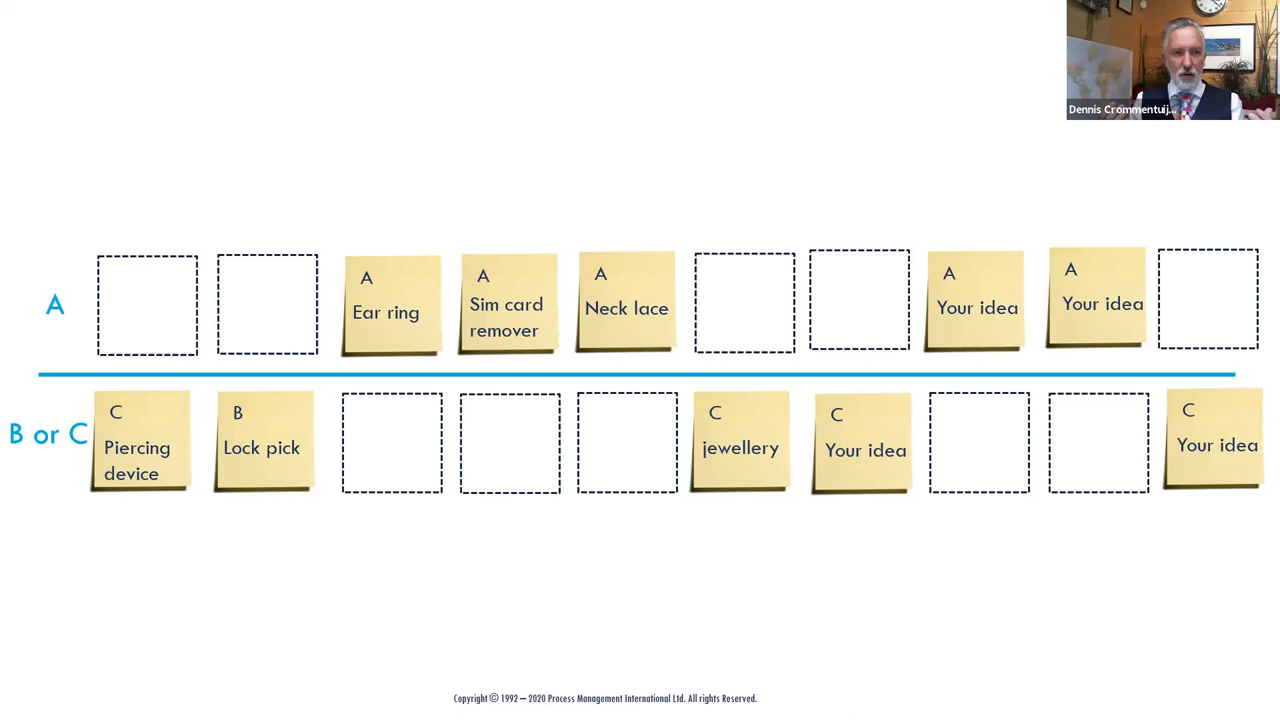 Dennis Crommentuij...
A
A
Ear ring
A
Sim card
remover
A
Neck lace
A
Your idea
A
Your idea
B or C
C
Piercing
device
B
Lock pick
C
jewellery
C
Your idea
C
Your idea
Copyright © 1992 – 2020 Process Management International Ltd. All rights Reserved.